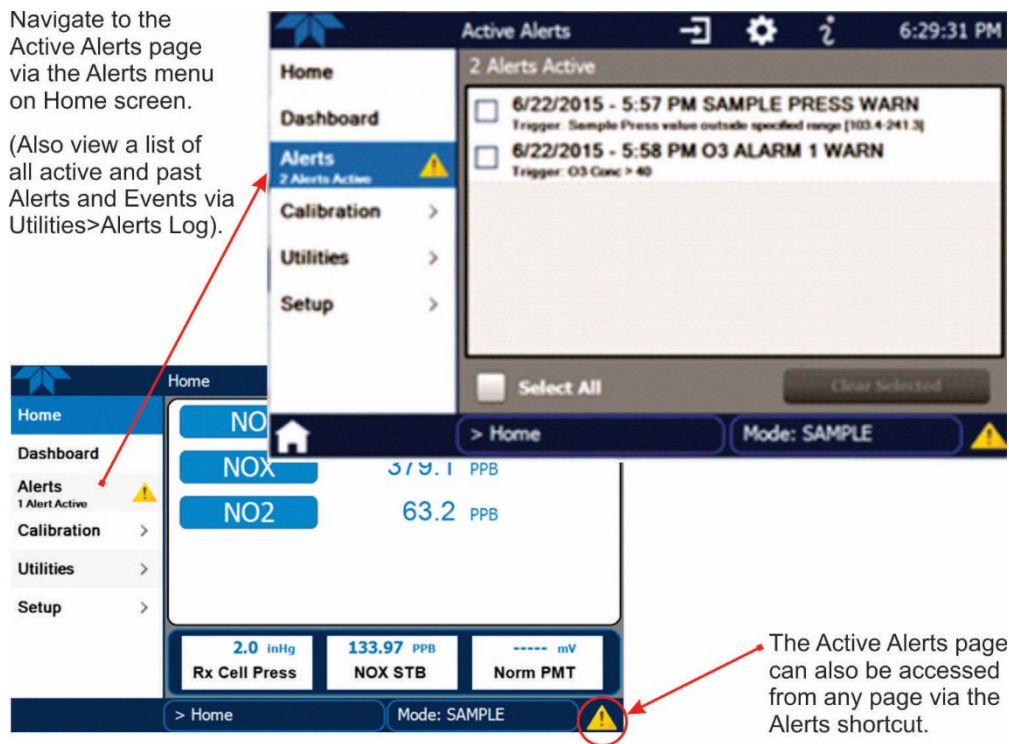 Navigate to the
Active Alerts page
via the Alerts menu
on Home screen.
(Also view a list of
all active and past
Alerts and Events via
Utilities>Alerts Log).
Active Alerts
6:29:31 PM
2 Alerts Active
Home
Dashboard
Alerts
2 Alerts Active
Calibration >
Utilities >
Setup >
6/22/2015 - 5:57 PM SAMPLE PRESS WARN
Trigger: Sample Press value outside specified range [103.4-241.3]
6/22/2015 - 5:58 PM O3 ALARM 1 WARN
Trigger: O3 Conc > 40
Select All
Clear Selected
> Home
Mode: SAMPLE
Home
Home
Dashboard
Alerts
1 Alert Active
Calibration >
Utilities >
Setup >
NO
NOX 379.1 PPB
NO2 63.2 PPB
2.0 inHg
Rx Cell Press
133.97 PPB
NOX STB
----- mV
Norm PMT
> Home
Mode: SAMPLE
The Active Alerts page
can also be accessed
from any page via the
Alerts shortcut.